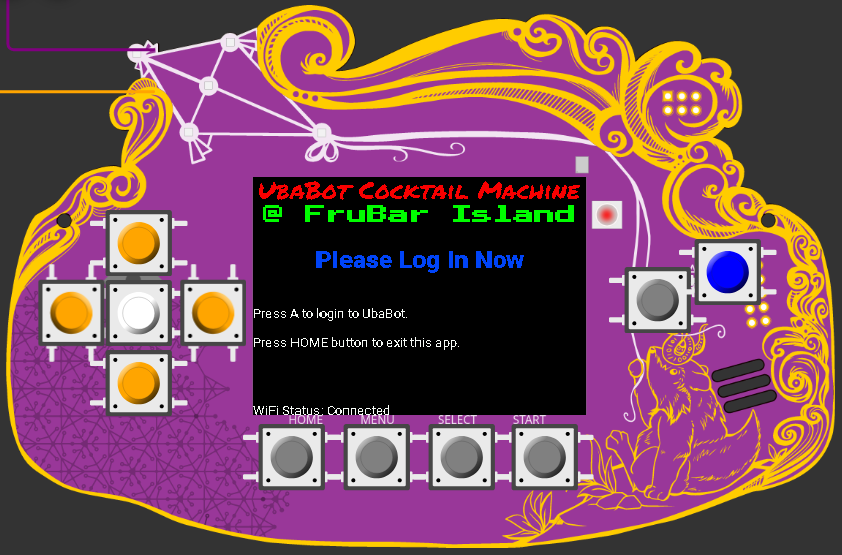 UbaBot Cocktail Machine
@ FruBar Island
Please Log In Now
Press A to login to UbaBot.
Press HOME button to exit this app.
WiFi Status: Connected
HOME MENU SELECT START